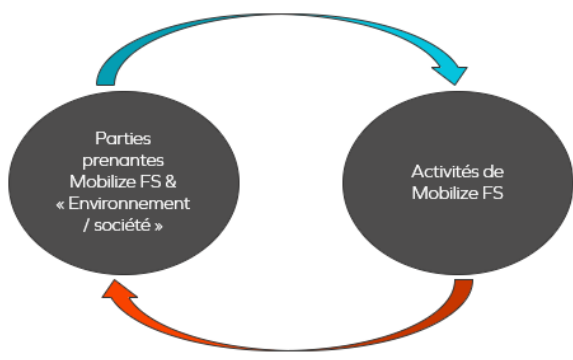 Parties
prenantes
Mobilize FS &
« Environnement
/ société »
Activités de
Mobilize FS